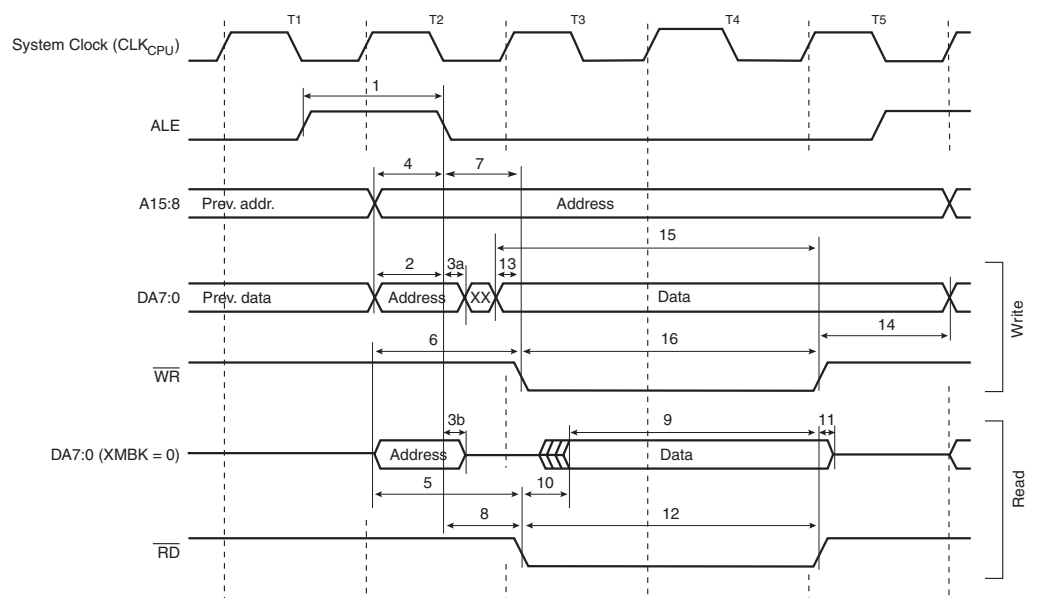 T1 T2 T3 T4 T5
System Clock (CLKCPU)
1
ALE
4 7
A15:8 Prev. addr. Address
15
2 3a 13
DA7:0 Prev. data Address XX Data
14
6 16
WR
Write
3b 9 11
DA7:0 (XMBK = 0) Address Data
5 10
8 12
RD
Read